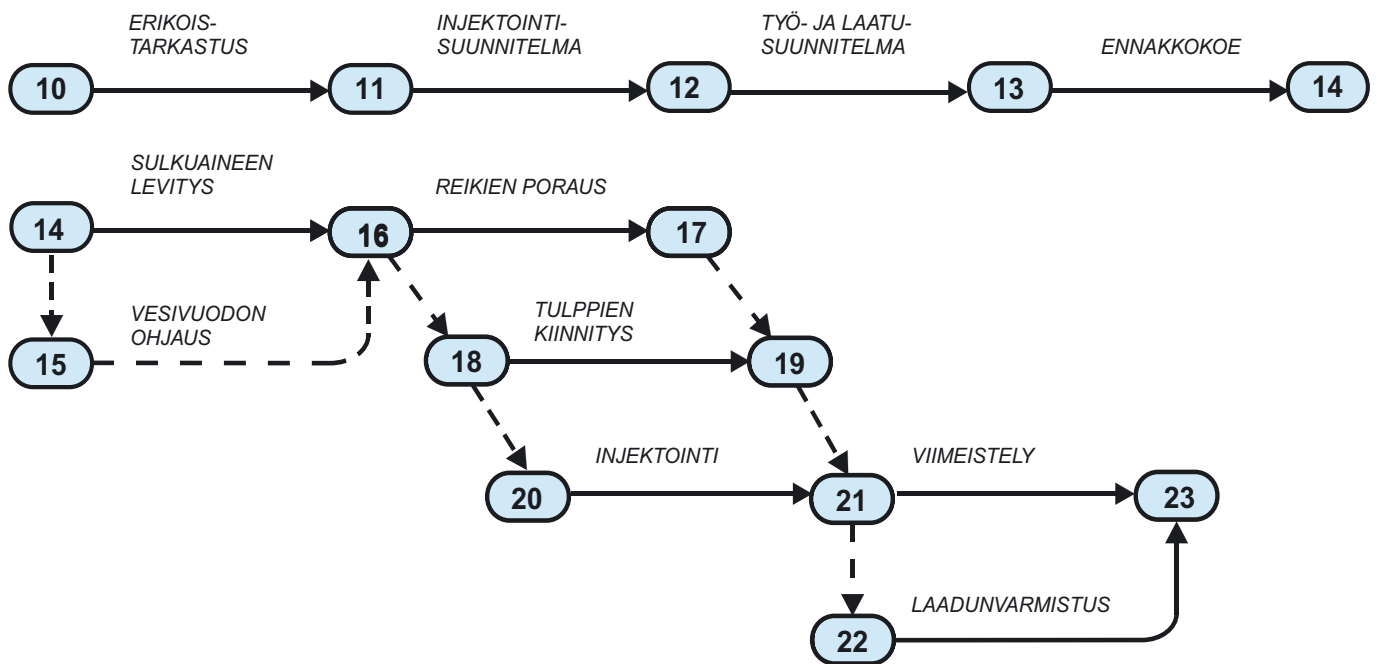 ERIKOIS-
TARKASTUS
INJEKTOINTI-
SUUNNITELMA
TYÖ- JA LAATU-
SUUNNITELMA
ENNAKKOKOE
10
11
12
13
14
SULKUAINEEN
LEVITYS
REIKIEN PORAUS
14
16
17
VESIVUODON
OHJAUS
TULPPIEN
KIINNITYS
15
18
19
INJEKTOINTI
VIIMEISTELY
20
21
23
LAADUNVARMISTUS
22